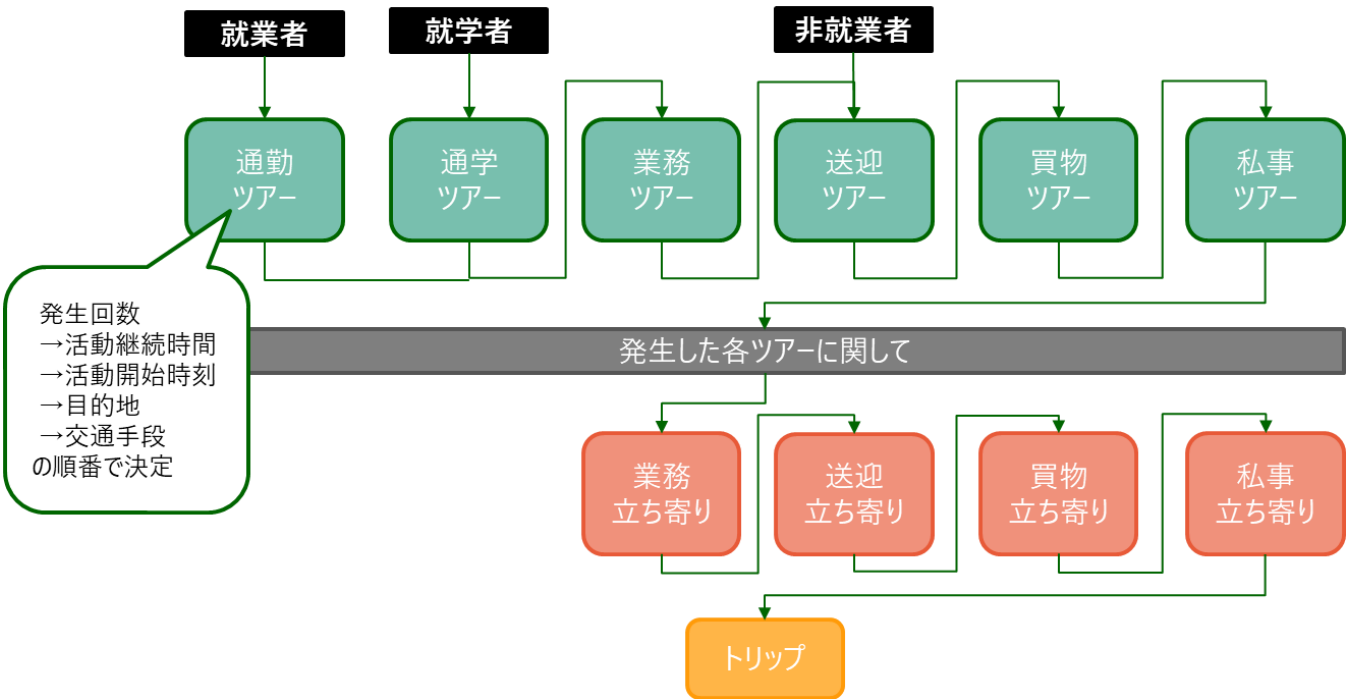 就業者
就学者
非就業者
通勤
ツアー
通学
ツアー
業務
ツアー
送迎
ツアー
買物
ツアー
私事
ツアー
発生回数
→活動継続時間
→活動開始時刻
→目的地
→交通手段
の順番で決定
発生した各ツアーに関して
業務
立ち寄り
送迎
立ち寄り
買物
立ち寄り
私事
立ち寄り
トリップ